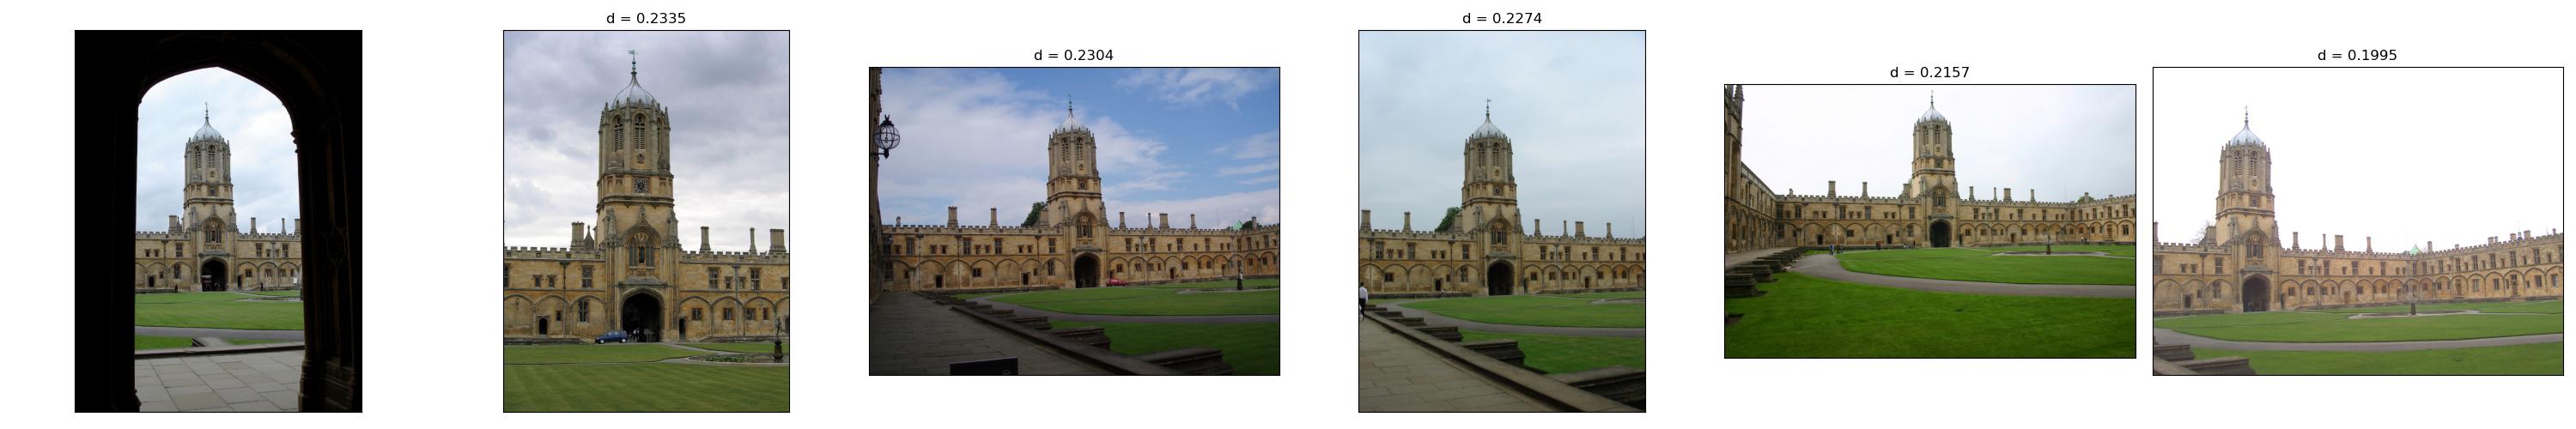 d = 0.2335
d = 0.2304
d = 0.2274
d = 0.2157
d = 0.1995